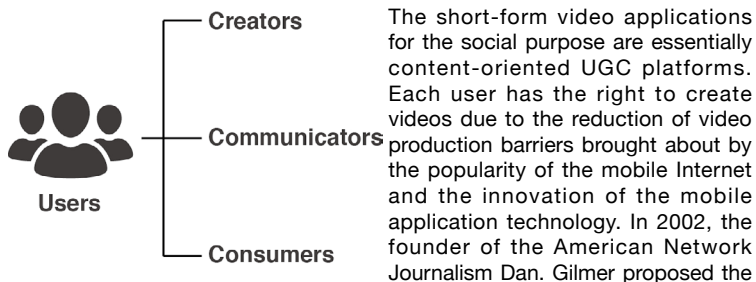 Creators
Communicators
Users
Consumers
The short-form video applications
for the social purpose are essentially
content-oriented UGC platforms.
Each user has the right to create
videos due to the reduction of video
production barriers brought about by
the popularity of the mobile Internet
and the innovation of the mobile
application technology. In 2002, the
founder of the American Network
Journalism Dan. Gilmer proposed the